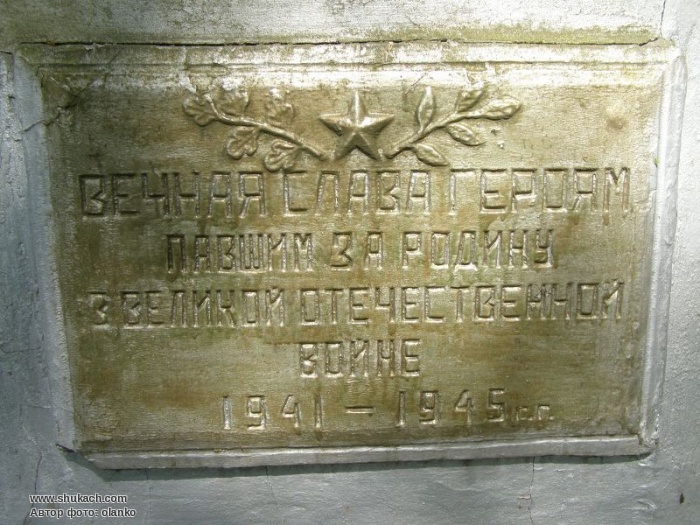 ВЕЧНАЯ СЛАВА ГЕРОЯМ
ПАВШИМ ЗА РОДИНУ
В ВЕЛИКОЙ ОТЕЧЕСТВЕННОЙ
ВОЙНЕ
1941 – 1945 г.г.
www.shukach.com
Автор фото: olanko